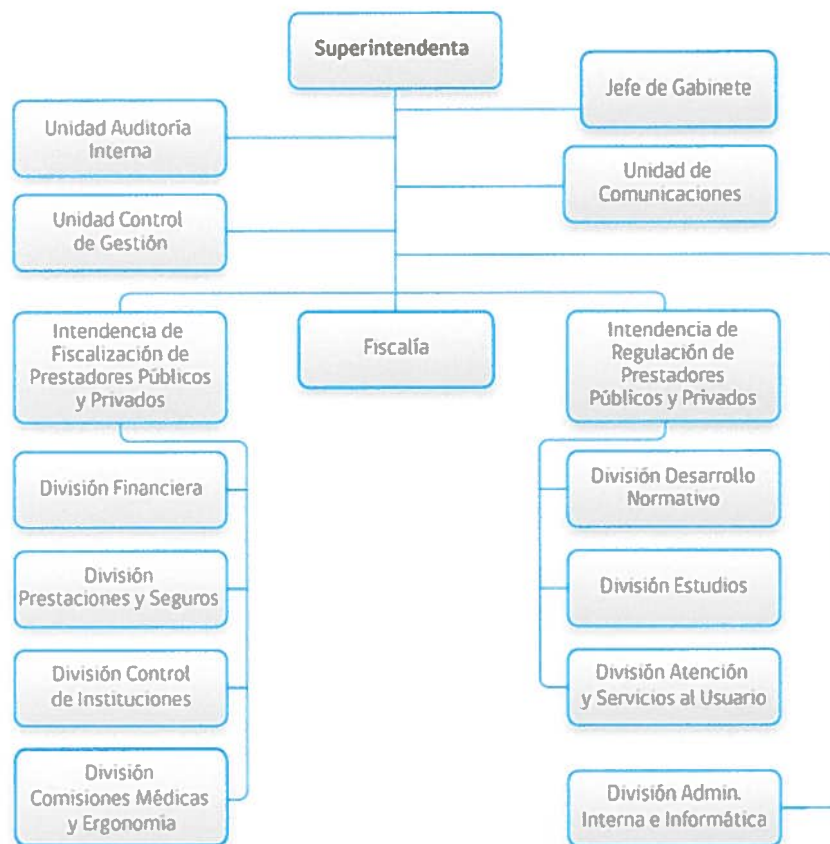 Superintendenta
Jefe de Gabinete
Unidad Auditoría
Interna
Unidad de
Comunicaciones
Unidad Control
de Gestión
Intendencia de
Fiscalización de
Prestadores Públicos
y Privados
Fiscalía
Intendencia de
Regulación de
Prestadores
Públicos y Privados
División Financiera
División Desarrollo
Normativo
División
Prestaciones y Seguros
División Estudios
División Control
de Instituciones
División Atención
y Servicios al Usuario
División
Comisiones Médicas
y Ergonomía
División Admin.
Interna e Informática